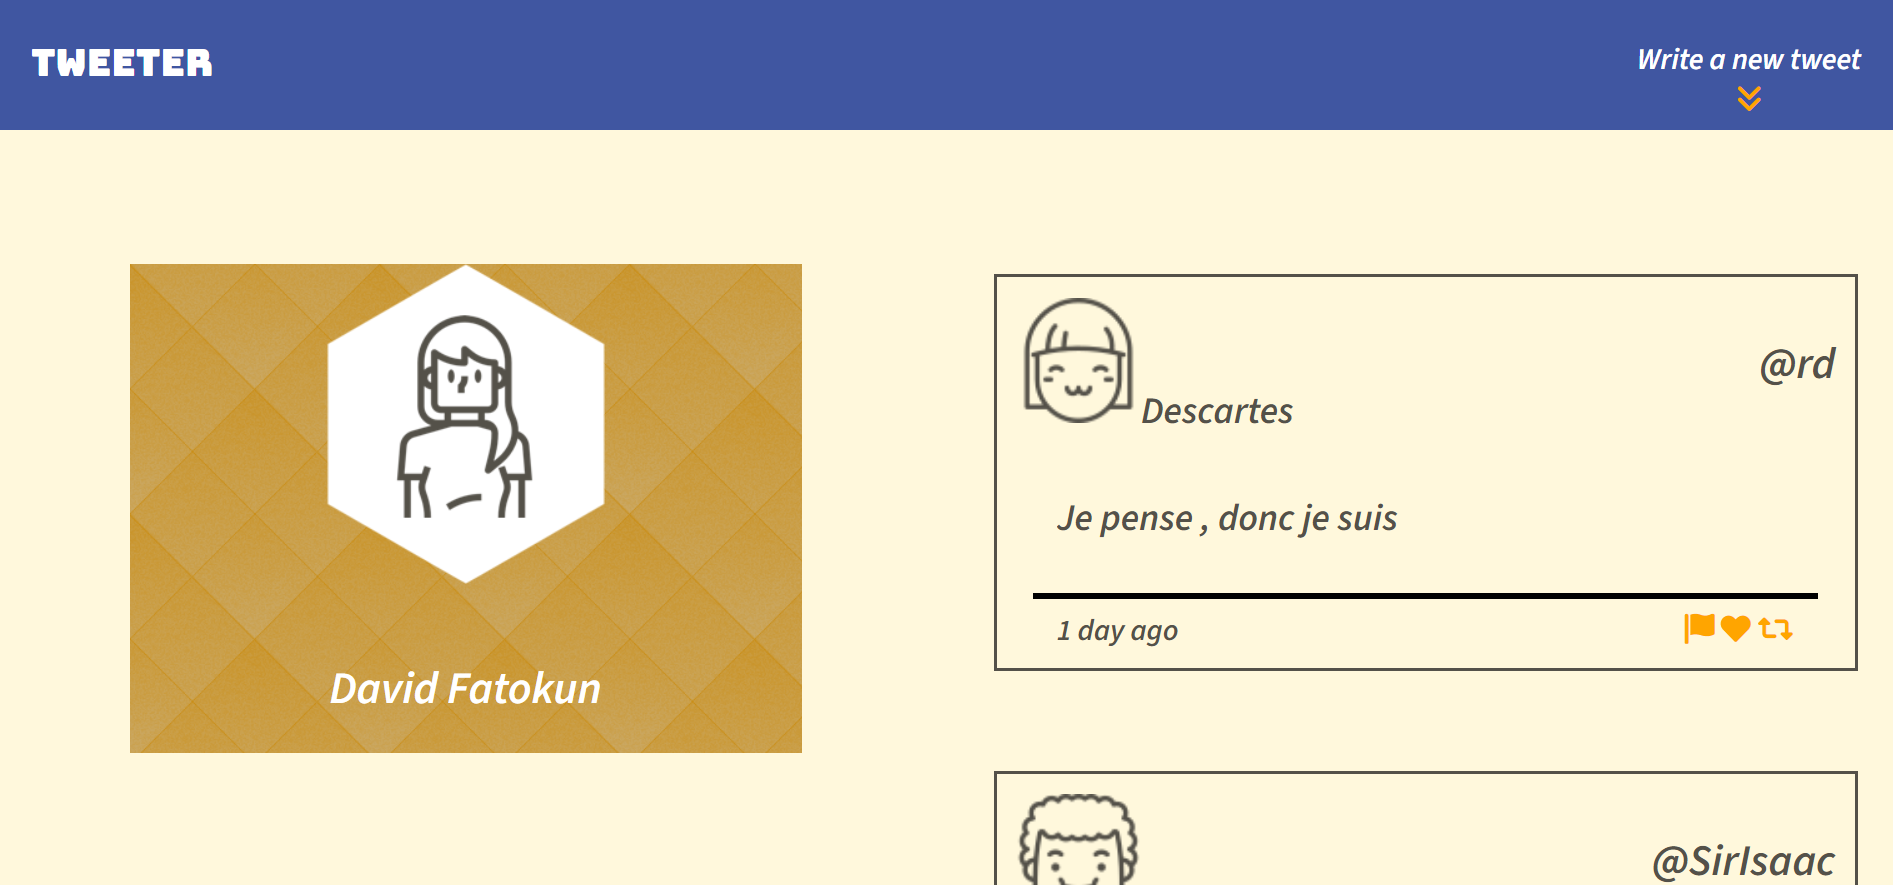 TWEETER
Write a new tweet
David Fatokun
@rd
Descartes
Je pense , donc je suis
1 day ago
@SirIsaac